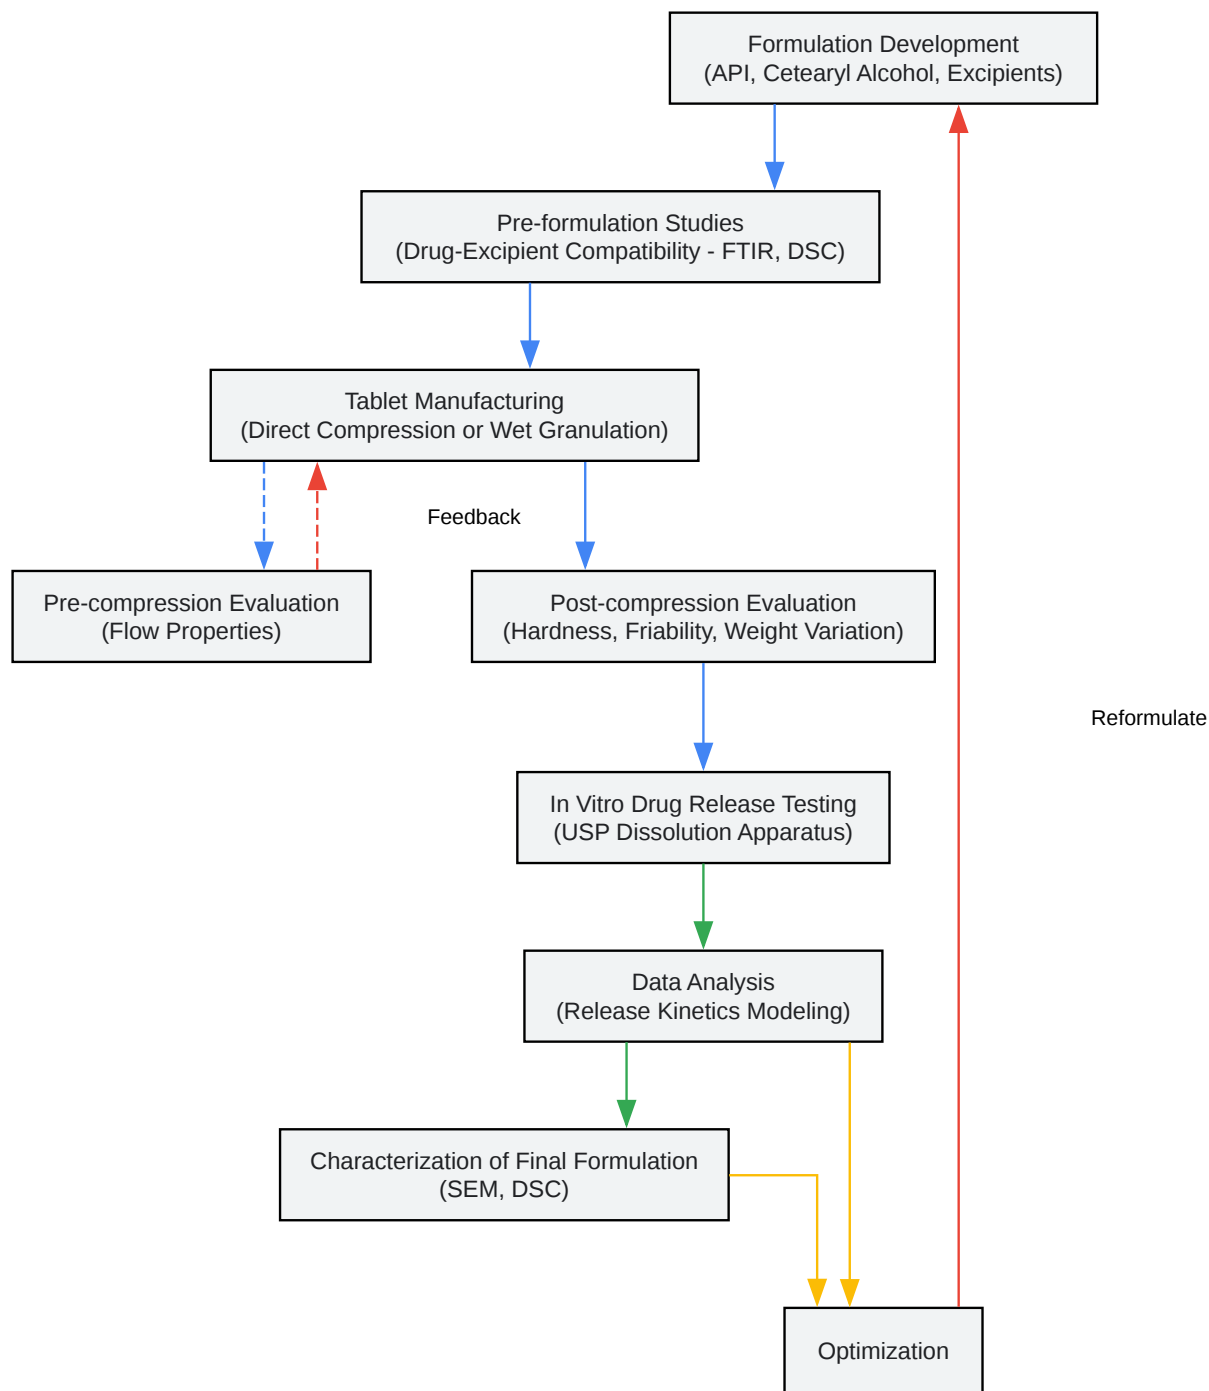 Formulation Development
(API, Cetearyl Alcohol, Excipients)
Pre-formulation Studies
(Drug-Excipient Compatibility - FTIR, DSC)
Tablet Manufacturing
(Direct Compression or Wet Granulation)
Feedback
Pre-compression Evaluation
(Flow Properties)
Post-compression Evaluation
(Hardness, Friability, Weight Variation)
Reformulate
In Vitro Drug Release Testing
(USP Dissolution Apparatus)
Data Analysis
(Release Kinetics Modeling)
Characterization of Final Formulation
(SEM, DSC)
Optimization